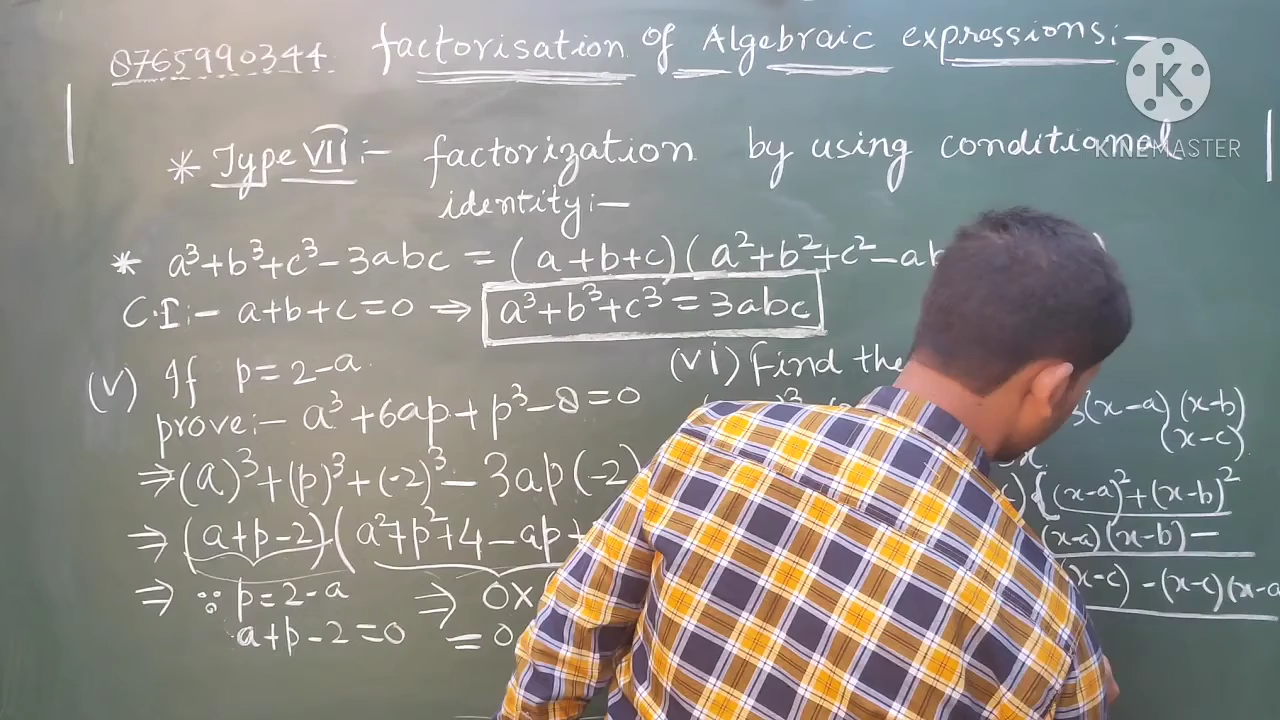 8765990344 factorisation of Algebraic expressions:-
K
KINEMASTER
* Type VII:- factorization by using conditional
identity:-
* a³+b³+c³-3abc = (a+b+c)(a²+b²+c²-ab
C.I:- a+b+c=0 ⇒ a³+b³+c³=3abc
(v) If p=2-a
prove:- a³+6ap+p³-8=0
⇒(a)³+(p)³+(-2)³-3ap(-2)
⇒(a+p-2)(a²+p²+4-ap+
⇒ ∵ p=2-a ⇒ 0×
a+p-2=0 =0
(vi) Find the
3(x-a)(x-b)
(x-c)
{(x-a)²+(x-b)²
(x-a)(x-b)-
(x-c)-(x-c)(x-a